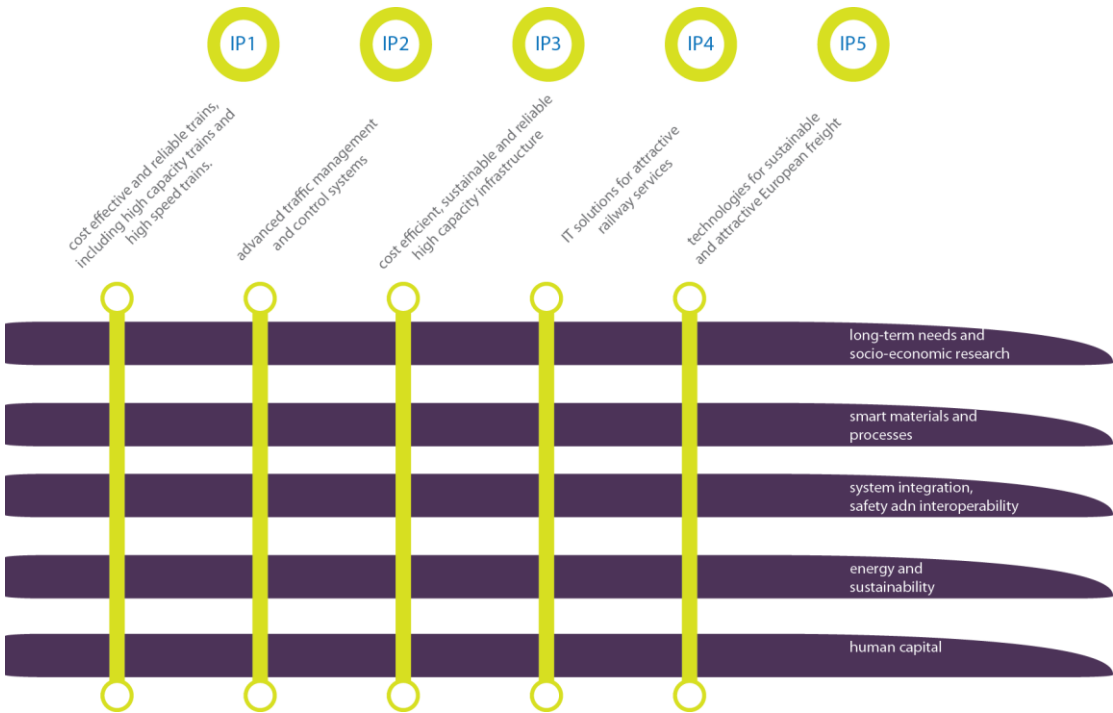 IP1
IP2
IP3
IP4
IP5
cost effective and reliable trains,
including high capacity trains and
high speed trains.
advanced traffic management
and control systems
cost efficient, sustainable and reliable
high capacity infrastructure
IT solutions for attractive
railway services
technologies for sustainable
and attractive European freight
long-term needs and
socio-economic research
smart materials and
processes
system integration,
safety adn interoperability
energy and
sustainability
human capital